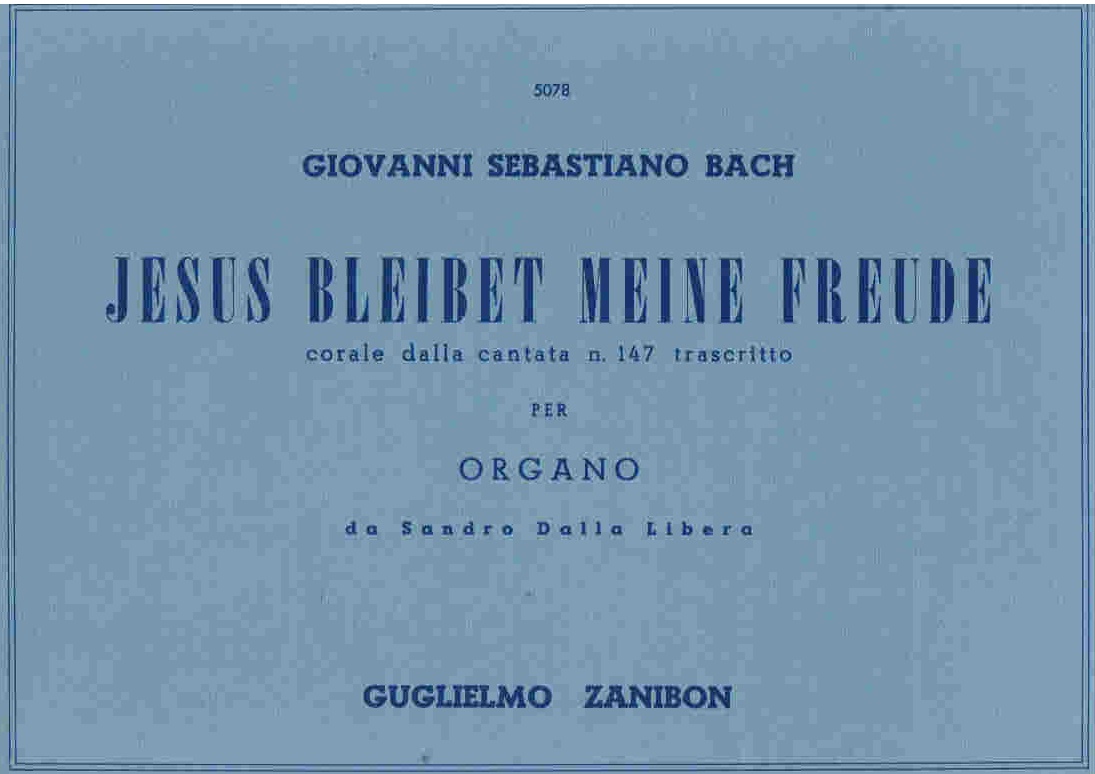 5078
GIOVANNI SEBASTIANO BACH
JESUS BLEIBET MEINE FREUDE
corale dalla cantata n. 147 trascritto
PER
ORGANO
da Sandro Dalla Libera
GUGLIELMO ZANIBON